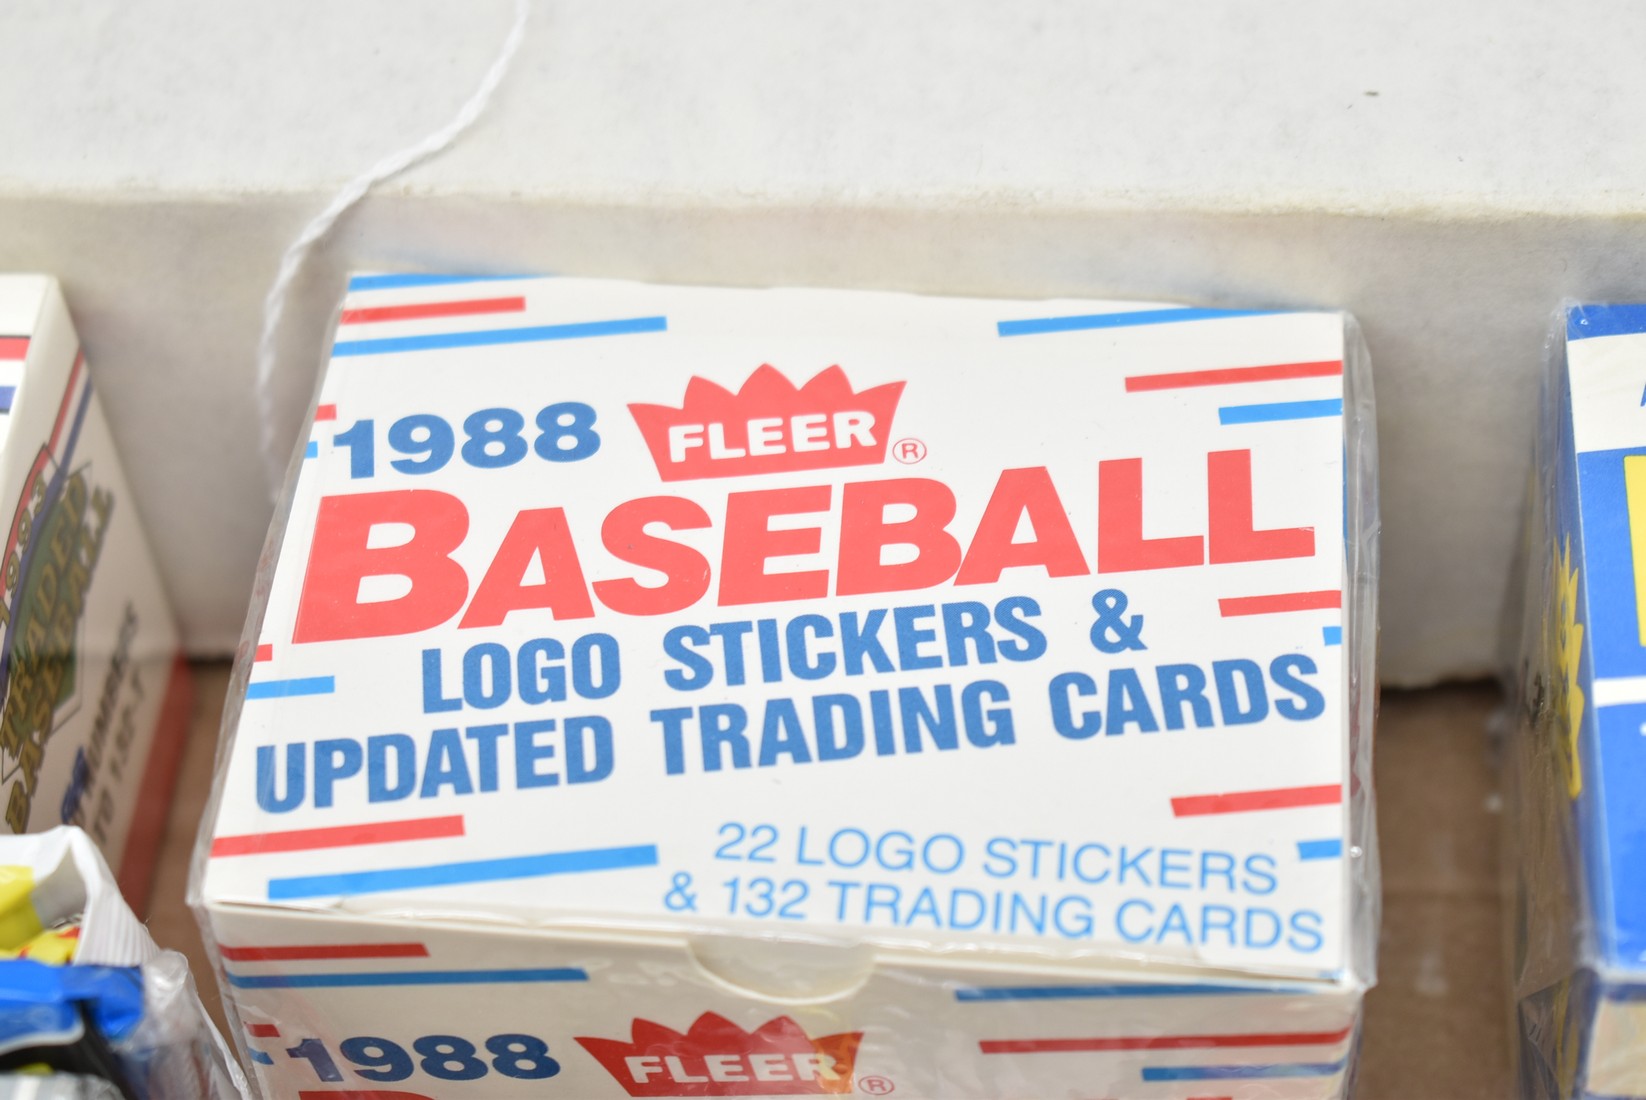 1988 FLEER®
BASEBALL
LOGO STICKERS &
UPDATED TRADING CARDS
22 LOGO STICKERS
& 132 TRADING CARDS
1988 FLEER®